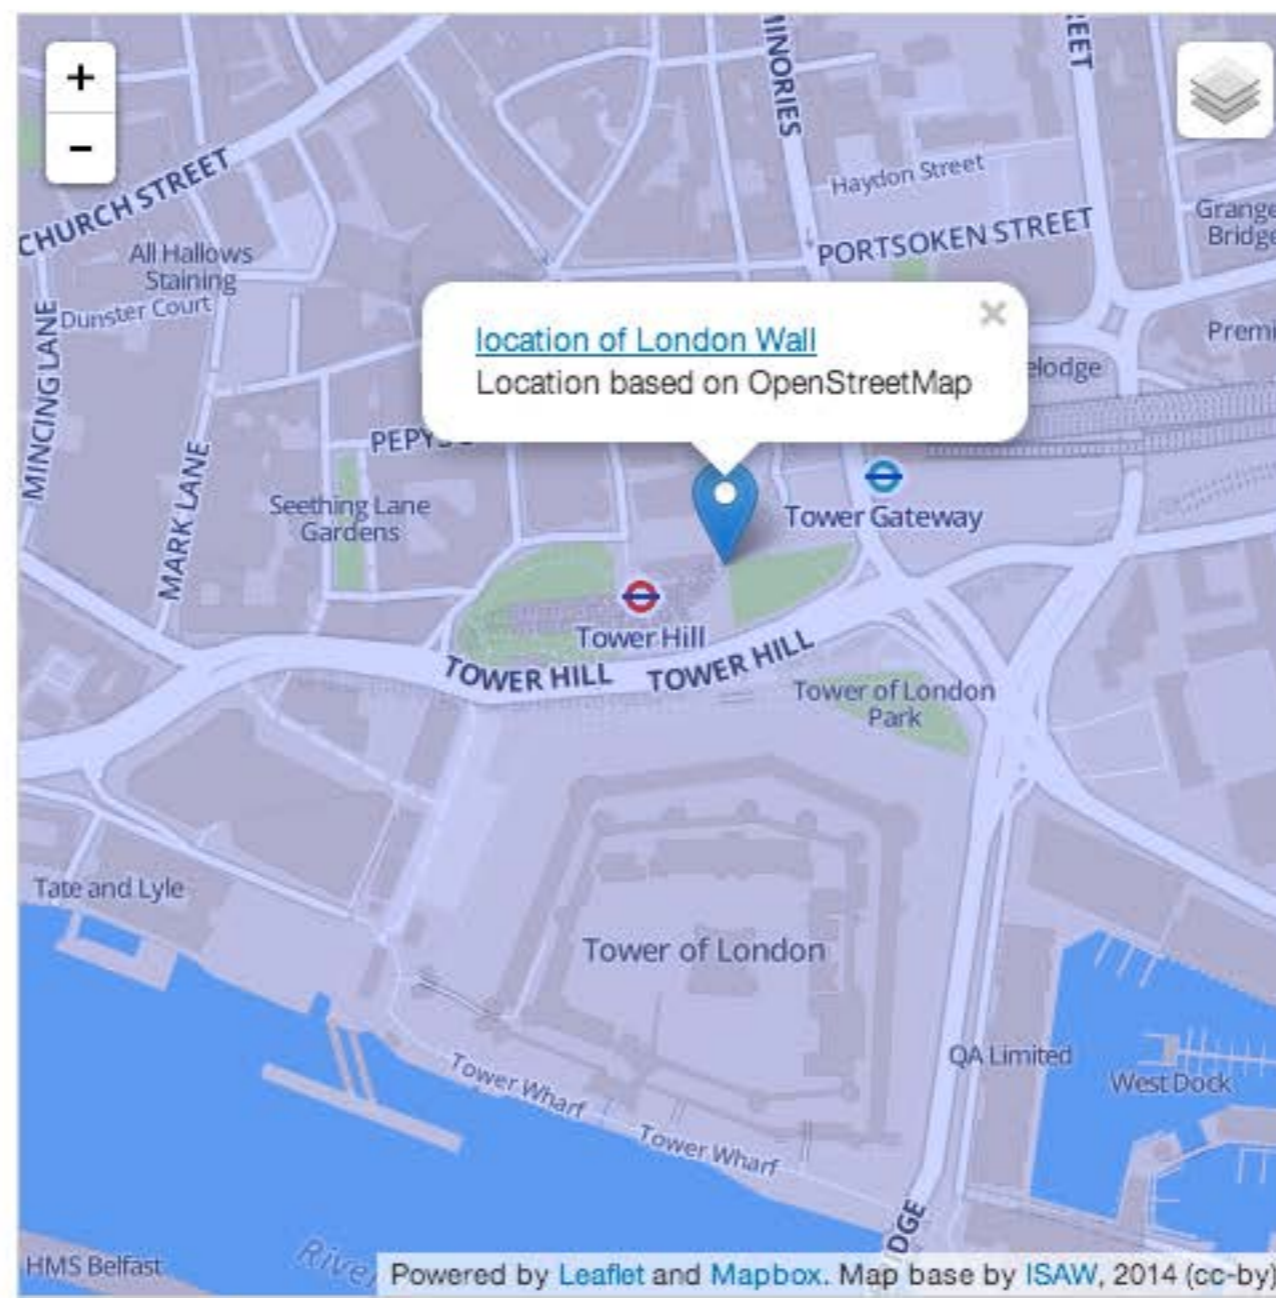 +
-
MINORIES
REET
CHURCH STREET
Haydon Street
PORTSOKEN STREET
Grange
Bridge
All Hallows
Staining
Dunster Court
MINCING LANE
location of London Wall
Location based on OpenStreetMap
×
Premi
elodge
PEPYS
MARK LANE
Seething Lane
Gardens
Tower Gateway
Tower Hill
TOWER HILL
TOWER HILL
Tower of London
Park
Tate and Lyle
Tower of London
QA Limited
West Dock
Tower Wharf
Tower Wharf
DGE
HMS Belfast
River
Powered by Leaflet and Mapbox. Map base by ISAW, 2014 (cc-by)